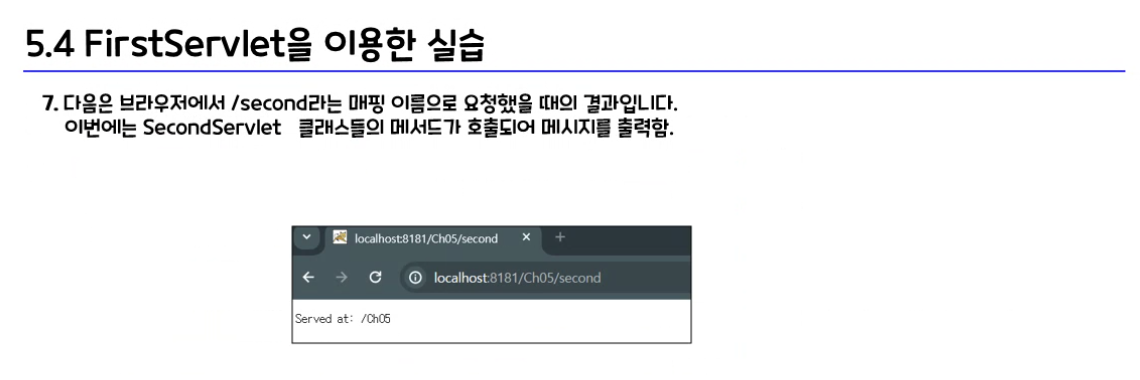 5.4 FirstServlet을 이용한 실습
7. 다음은 브라우저에서 /second라는 매핑 이름으로 요청했을 때의 결과입니다.
이번에는 SecondServlet 클래스들의 메서드가 호출되어 메시지를 출력함.
localhost:8181/Ch05/second
localhost:8181/Ch05/second
Served at: /Ch05